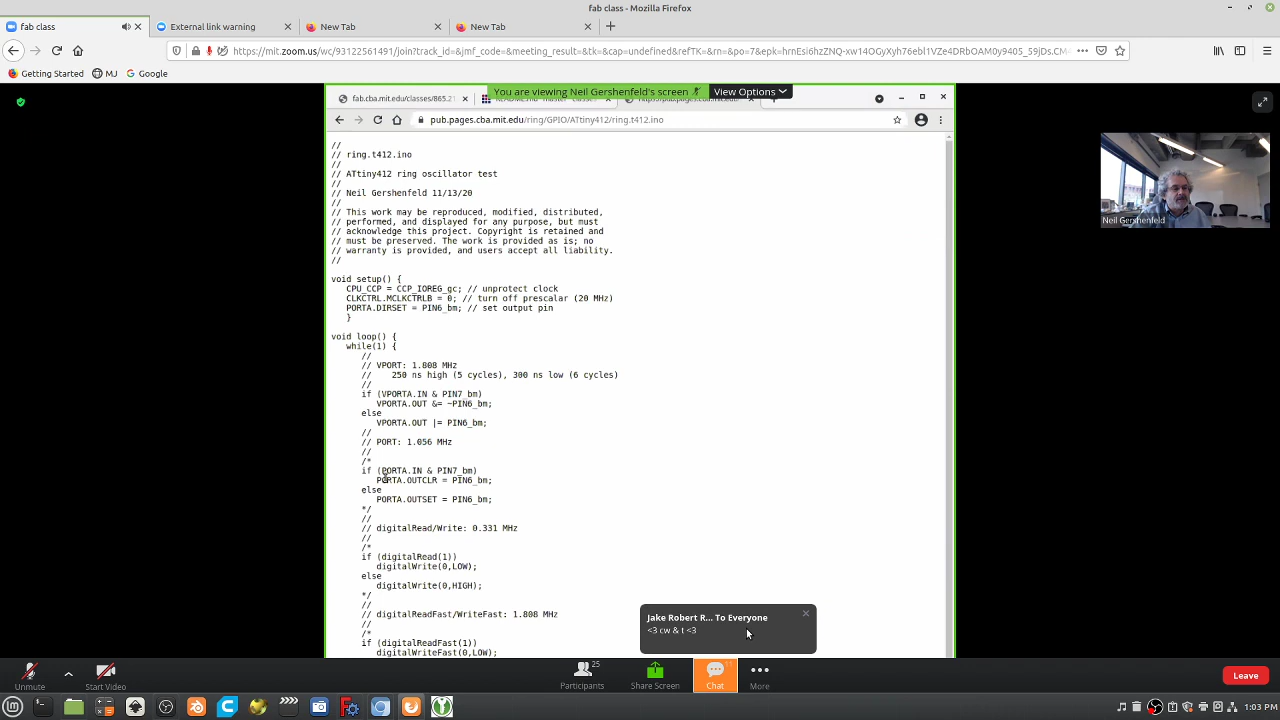 fab class - Mozilla Firefox
fab class
External link warning
New Tab
New Tab
https://mit.zoom.us/wc/93122561491/join?track_id=&jmf_code=&meeting_result=&tk=&cap=undefined&refTK=&rn=&po=7&epk=hrnEsi6hzZNQ-xw14OGyXyh76ebl1VZe4DRbOAM0y9405_59jDs.CM
Getting Started
MJ
Google
You are viewing Neil Gershenfeld's screen
View Options
fab.cba.mit.edu/classes/865.21
pub.pages.cba.mit.edu/ring/GPIO/ATtiny412/ring.t412.ino
//
// ring.t412.ino
//
// ATtiny412 ring oscillator test
//
// Neil Gershenfeld 11/13/20
//
// This work may be reproduced, modified, distributed,
// performed, and displayed for any purpose, but must
// acknowledge this project. Copyright is retained and
// must be preserved. The work is provided as is; no
// warranty is provided, and users accept all liability.
//
void setup() {
CPU_CCP = CCP_IOREG_gc; // unprotect clock
CLKCTRL.MCLKCTRLB = 0; // turn off prescalar (20 MHz)
PORTA.DIRSET = PIN6_bm; // set output pin
}
void loop() {
while(1) {
//
// VPORT: 1.808 MHz
// 250 ns high (5 cycles), 300 ns low (6 cycles)
//
if (VPORTA.IN & PIN7_bm)
VPORTA.OUT &= ~PIN6_bm;
else
VPORTA.OUT |= PIN6_bm;
//
// PORT: 1.056 MHz
//
/*
if (PORTA.IN & PIN7_bm)
PORTA.OUTCLR = PIN6_bm;
else
PORTA.OUTSET = PIN6_bm;
*/
//
// digitalRead/Write: 0.331 MHz
//
/*
if (digitalRead(1))
digitalWrite(0,LOW);
else
digitalWrite(0,HIGH);
*/
//
// digitalReadFast/WriteFast: 1.808 MHz
//
/*
if (digitalReadFast(1))
digitalWriteFast(0,LOW);
Neil Gershenfeld
Jake Robert R... To Everyone
<3 cw & t <3
Unmute
Start Video
Participants
25
Share Screen
Chat
More
Leave
1:03 PM